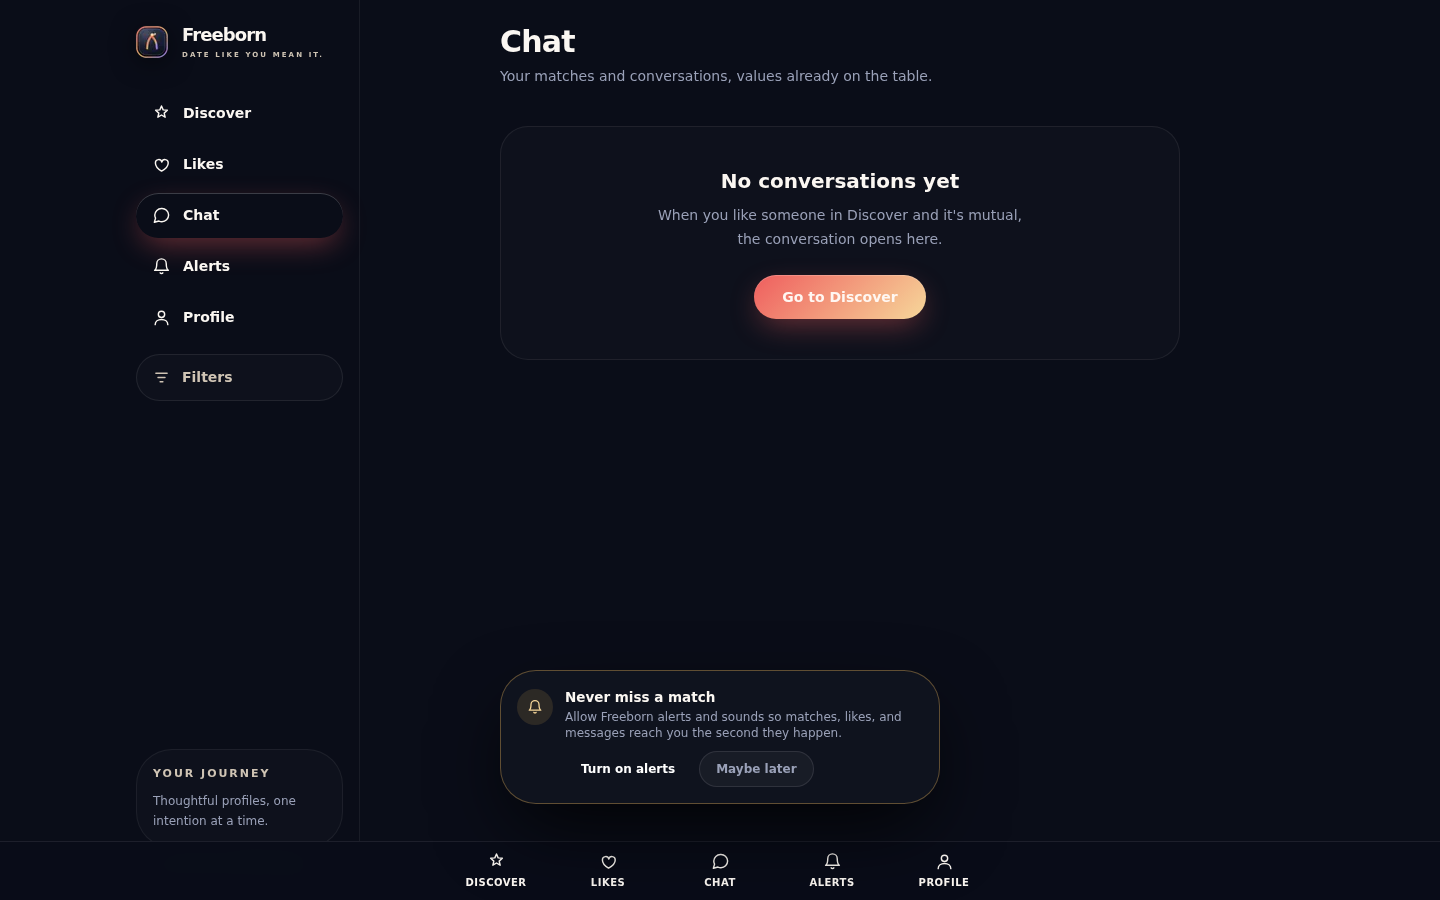 Freeborn
DATE LIKE YOU MEAN IT.
Discover
Likes
Chat
Alerts
Profile
Filters
YOUR JOURNEY
Thoughtful profiles, one
intention at a time.
Chat
Your matches and conversations, values already on the table.
No conversations yet
When you like someone in Discover and it's mutual,
the conversation opens here.
Go to Discover
Never miss a match
Allow Freeborn alerts and sounds so matches, likes, and
messages reach you the second they happen.
Turn on alerts
Maybe later
DISCOVER
LIKES
CHAT
ALERTS
PROFILE